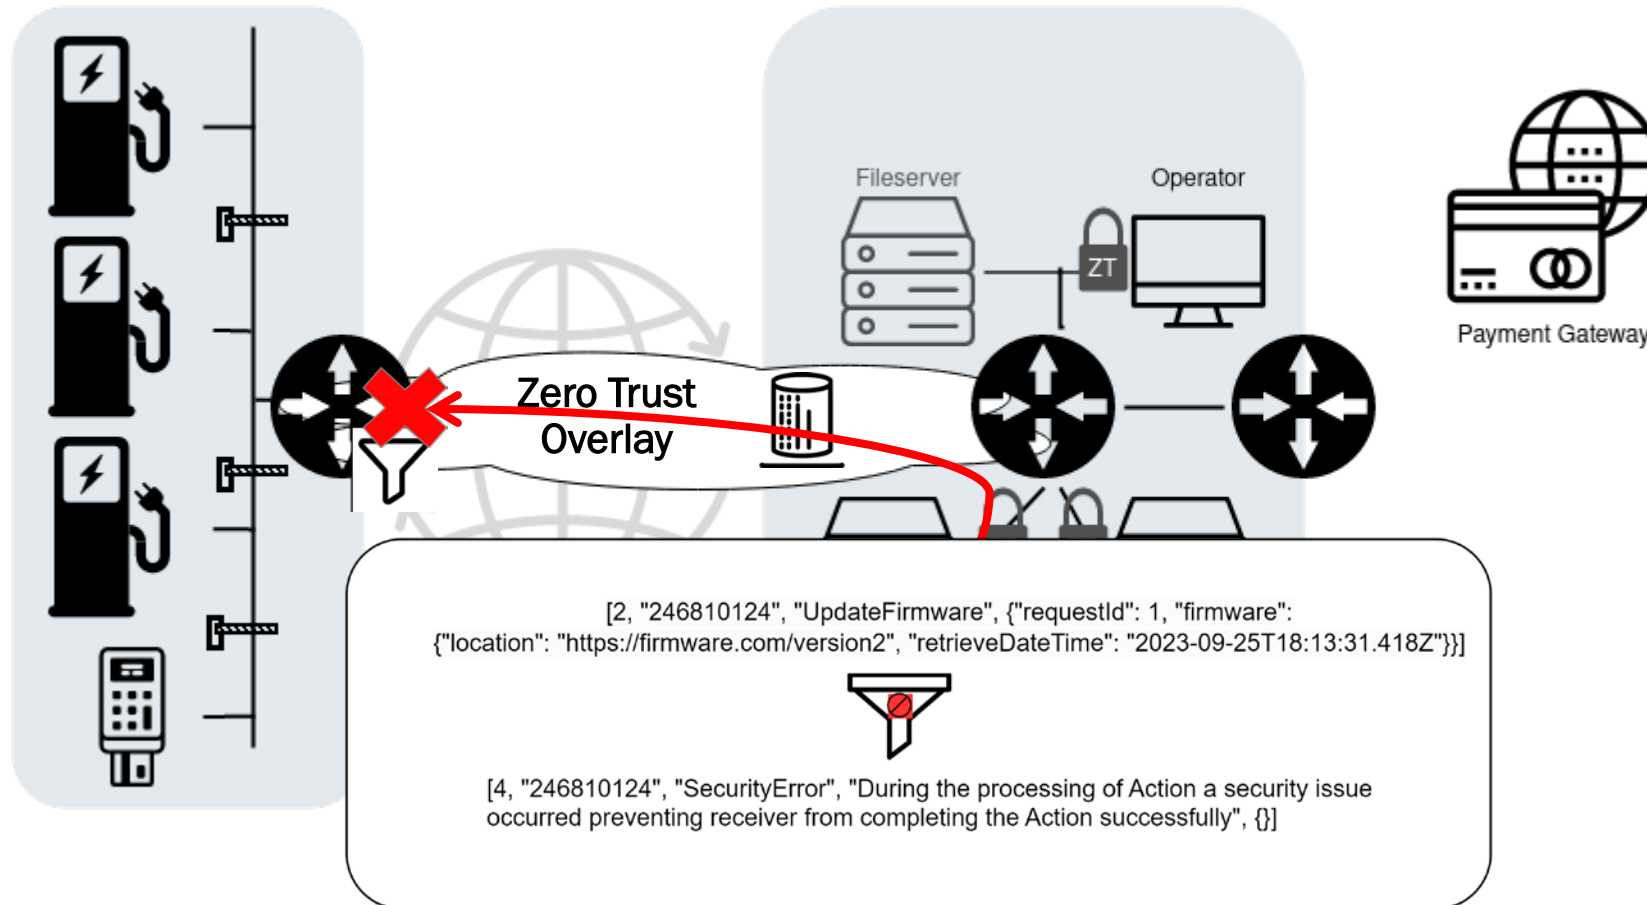 Fileserver
Operator
ZT
Payment Gateway
Zero Trust
Overlay
[2, "246810124", "UpdateFirmware", {"requestId": 1, "firmware":
{"location": "https://firmware.com/version2", "retrieveDateTime": "2023-09-25T18:13:31.418Z"}}]
[4, "246810124", "SecurityError", "During the processing of Action a security issue
occurred preventing receiver from completing the Action successfully", {}]